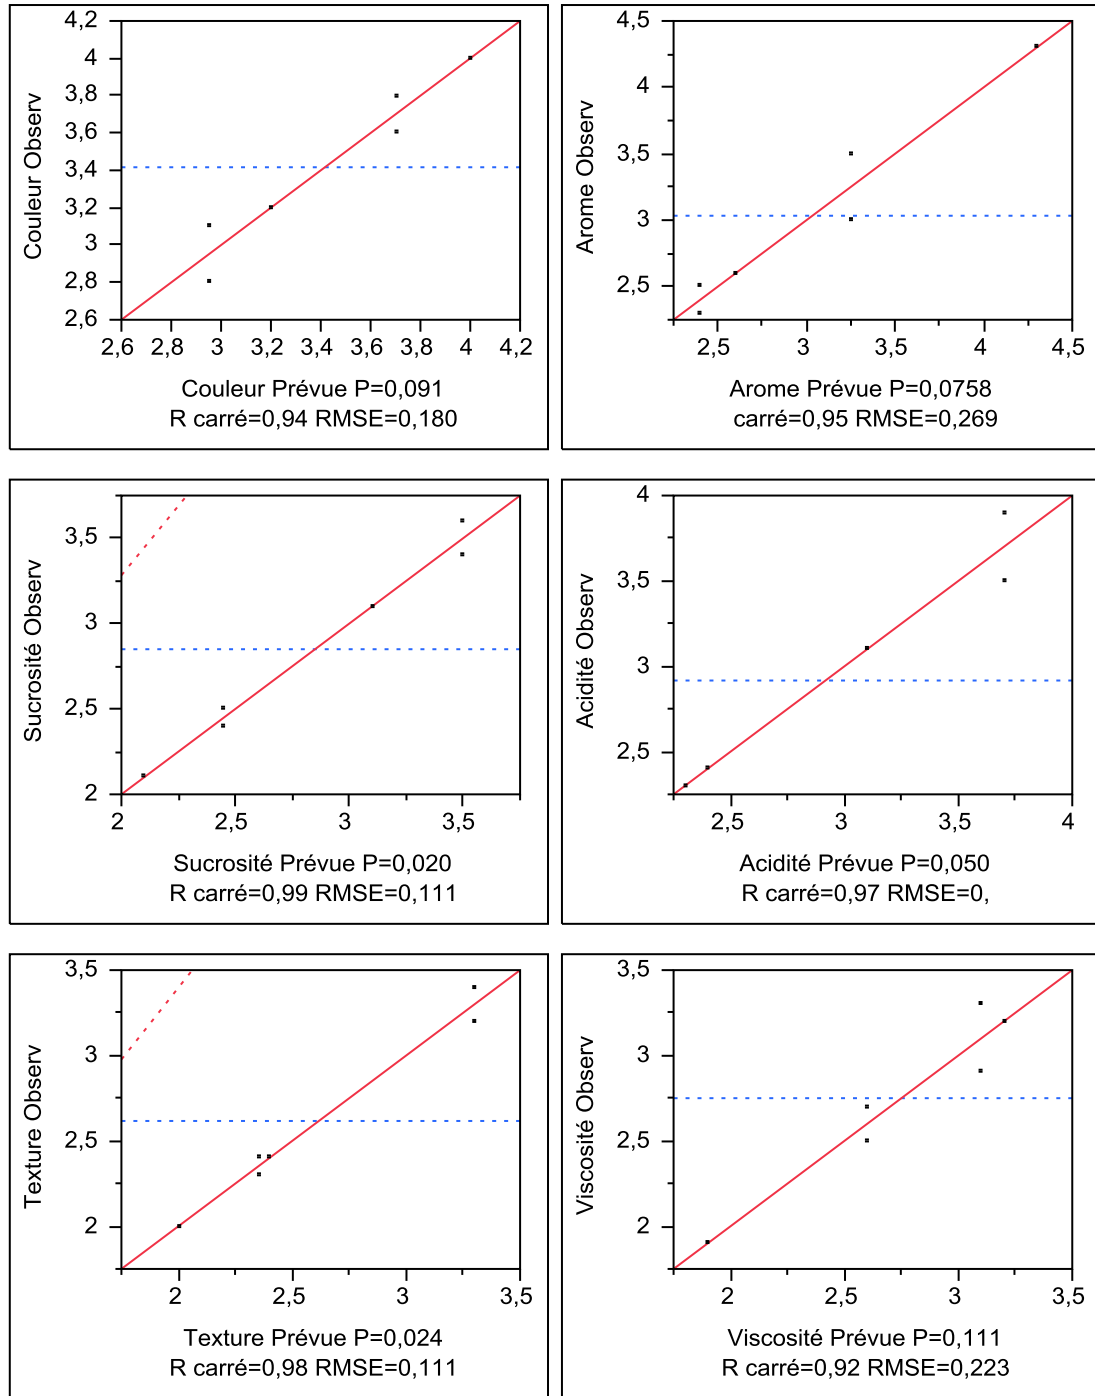 4,2
4
3,8
3,6
3,4
3,2
3
2,8
2,6
Couleur Observ
2,6 2,8 3 3,2 3,4 3,6 3,8 4 4,2
Couleur Prévue P=0,091
R carré=0,94 RMSE=0,180
4,5
4
3,5
3
2,5
Arome Observ
2,5 3 3,5 4 4,5
Arome Prévue P=0,0758
carré=0,95 RMSE=0,269
3,5
3
2,5
2
Sucrosité Observ
2 2,5 3 3,5
Sucrosité Prévue P=0,020
R carré=0,99 RMSE=0,111
4
3,5
3
2,5
Acidité Observ
2,5 3 3,5 4
Acidité Prévue P=0,050
R carré=0,97 RMSE=0,
3,5
3
2,5
2
Texture Observ
2 2,5 3 3,5
Texture Prévue P=0,024
R carré=0,98 RMSE=0,111
3,5
3
2,5
2
Viscosité Observ
2 2,5 3 3,5
Viscosité Prévue P=0,111
R carré=0,92 RMSE=0,223